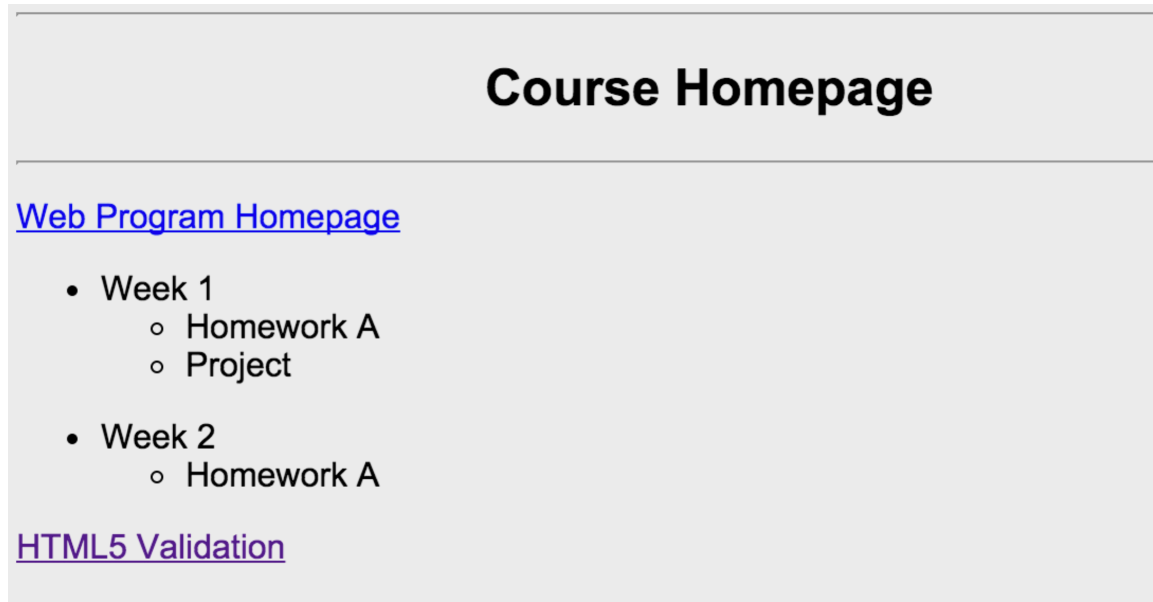 Course Homepage
Web Program Homepage
Week 1
Homework A
Project
Week 2
Homework A
HTML5 Validation